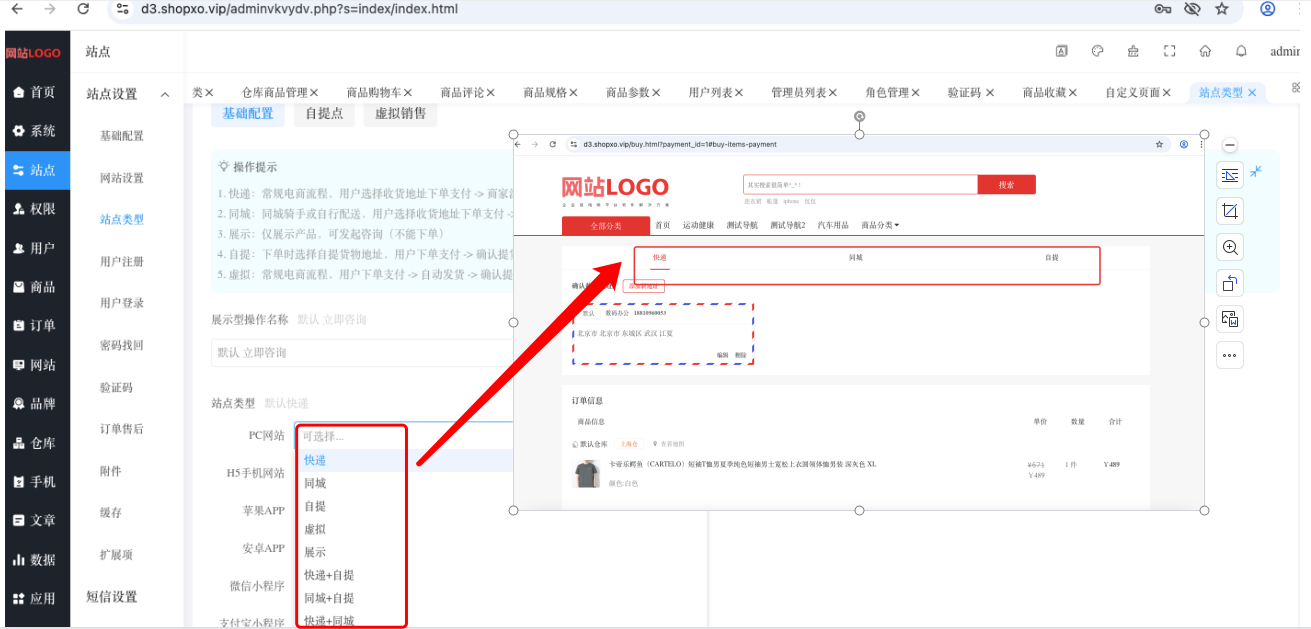 d3.shopxo.vip/adminvkvydv.php?s=index/index.html
网站LOGO
站点
admin
首页
系统
站点
权限
用户
商品
订单
网站
品牌
仓库
手机
文章
数据
应用
站点设置
基础配置
网站设置
站点类型
用户注册
用户登录
密码找回
验证码
订单售后
附件
缓存
扩展项
短信设置
类 仓库商品管理 商品购物车 商品评论 商品规格 商品参数 用户列表 管理员列表 角色管理 验证码 商品收藏 自定义页面 站点类型
基础配置 自提点 虚拟销售
操作提示
1. 快递：常规电商流程，用户选择收货地址下单支付 -> 商家
2. 同城：同城骑手或自行配送，用户选择收货地址下单支付 -
3. 展示：仅展示产品，可发起咨询（不能下单）
4. 自提：下单时选择自提货物地址，用户下单支付 -> 确认提
5. 虚拟：常规电商流程，用户下单支付 -> 自动发货 -> 确认提
展示型操作名称 默认 立即咨询
默认 立即咨询
站点类型 默认快递
PC网站
H5手机网站
苹果APP
安卓APP
微信小程序
支付宝小程序
可选择...
快递
同城
自提
虚拟
展示
快递+自提
同城+自提
快递+同城
d3.shopxo.vip/buy.html?payment_id=1#buy-items-payment
网站LOGO
其实搜索很简单^_^！
搜索
连衣裙 帐篷 iphone 包包
全部分类 首页 运动健康 测试导航 测试导航2 汽车用品 商品分类
快递 同城 自提
默认 数码办公 18810960053
北京市 北京市 东城区 武汉 江夏
编辑 删除
订单信息
商品信息 单价 数量 合计
默认仓库 上海仓 查看地图
卡帝乐鳄鱼（CARTELO）短袖T恤男夏季纯色短袖男士宽松上衣圆领体恤男装 深灰色 XL
颜色:白色
¥671 1 件 ¥489
¥489